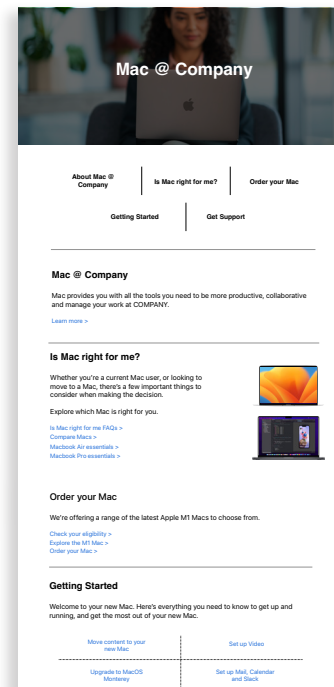 Mac @ Company
About Mac @
Company
Is Mac right for me?
Order your Mac
Getting Started
Get Support
Mac @ Company
Mac provides you with all the tools you need to be more productive, collaborative
and manage your work at COMPANY.
Learn more >
Is Mac right for me?
Whether you're a current Mac user, or looking to
move to a Mac, there's a few important things to
consider when making the decision.
Explore which Mac is right for you.
Is Mac right for me FAQs >
Compare Macs >
Macbook Air essentials >
Macbook Pro essentials >
Order your Mac
We're offering a range of the latest Apple M1 Macs to choose from.
Check your eligibility >
Explore the M1 Mac >
Order your Mac >
Getting Started
Welcome to your new Mac. Here's everything you need to know to get up and
running, and get the most out of your new Mac.
Move content to your
new Mac
Set up Video
Upgrade to MacOS
Monterey
Set up Mail, Calendar
and Slack